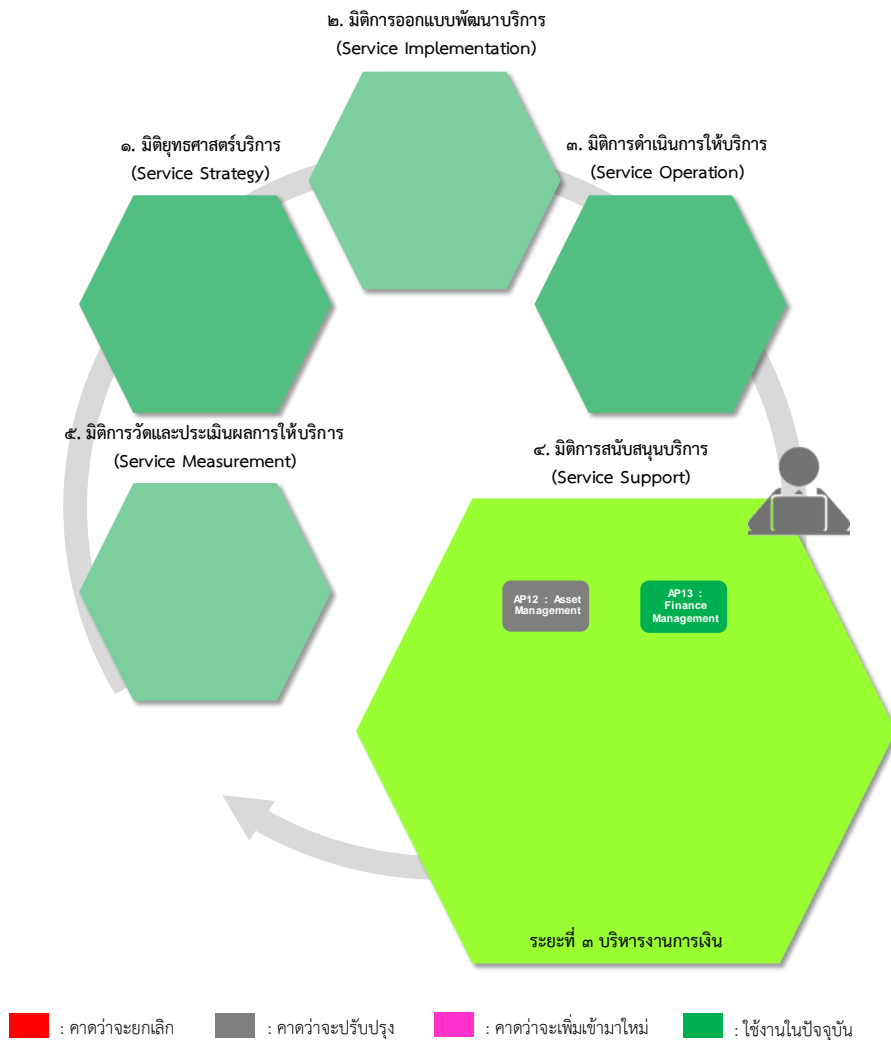 ๒. มิติการออกแบบพัฒนาบริการ
(Service Implementation)
๑. มิติยุทธศาสตร์บริการ
(Service Strategy)
๓. มิติการดำเนินการให้บริการ
(Service Operation)
๕. มิติการวัดและประเมินผลการให้บริการ
(Service Measurement)
๔. มิติการสนับสนุนบริการ
(Service Support)
AP12 : Asset
Management
AP13 :
Finance
Management
ระยะที่ ๓ บริหารงานการเงิน
: คาดว่าจะยกเลิก
: คาดว่าจะปรับปรุง
: คาดว่าจะเพิ่มเข้ามาใหม่
: ใช้งานในปัจจุบัน